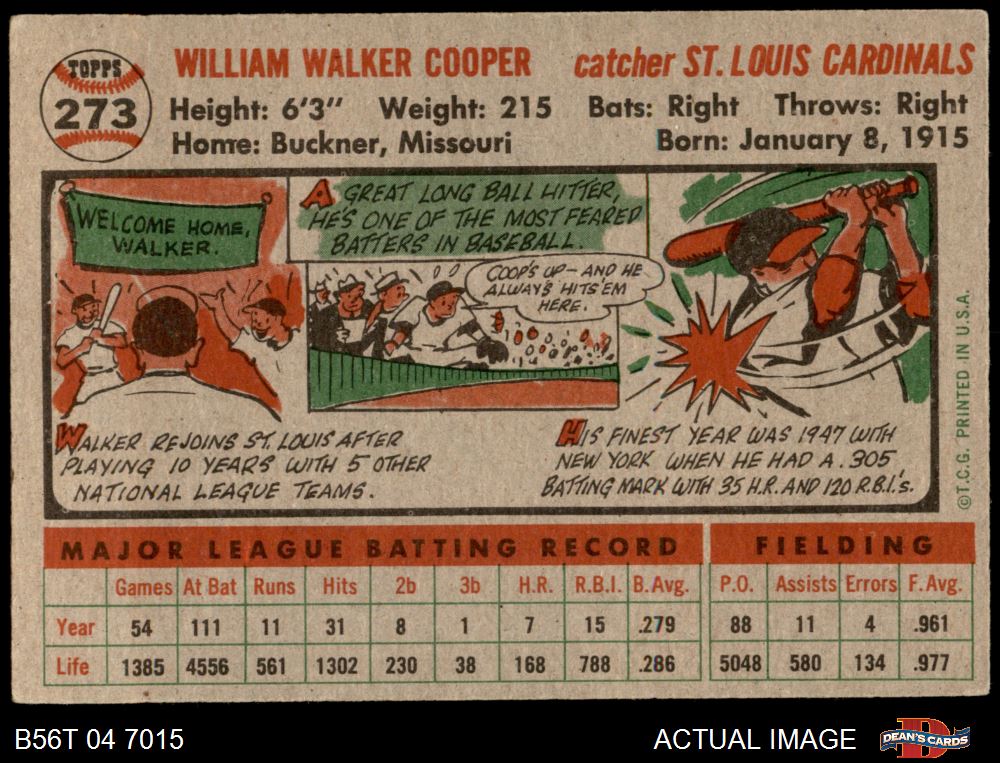 TOPPS
273
WILLIAM WALKER COOPER catcher ST. LOUIS CARDINALS
Height: 6'3" Weight: 215 Bats: Right Throws: Right
Home: Buckner, Missouri Born: January 8, 1915
WELCOME HOME,
WALKER.
A GREAT LONG BALL HITTER,
HE'S ONE OF THE MOST FEARED
BATTERS IN BASEBALL.
COOP'S UP - AND HE
ALWAYS HITS 'EM
HERE.
WALKER REJOINS ST. LOUIS AFTER
PLAYING 10 YEARS WITH 5 OTHER
NATIONAL LEAGUE TEAMS.
HIS FINEST YEAR WAS 1947 WITH
NEW YORK WHEN HE HAD A .305
BATTING MARK WITH 35 H.R. AND 120 R.B.I.'s.
©T.C.G. PRINTED IN U.S.A.
MAJOR LEAGUE BATTING RECORD FIELDING
Games At Bat Runs Hits 2b 3b H.R. R.B.I. B.Avg. P.O. Assists Errors F.Avg.
Year 54 111 11 31 8 1 7 15 .279 88 11 4 .961
Life 1385 4556 561 1302 230 38 168 788 .286 5048 580 134 .977
B56T 04 7015 ACTUAL IMAGE
D
DEAN'S CARDS